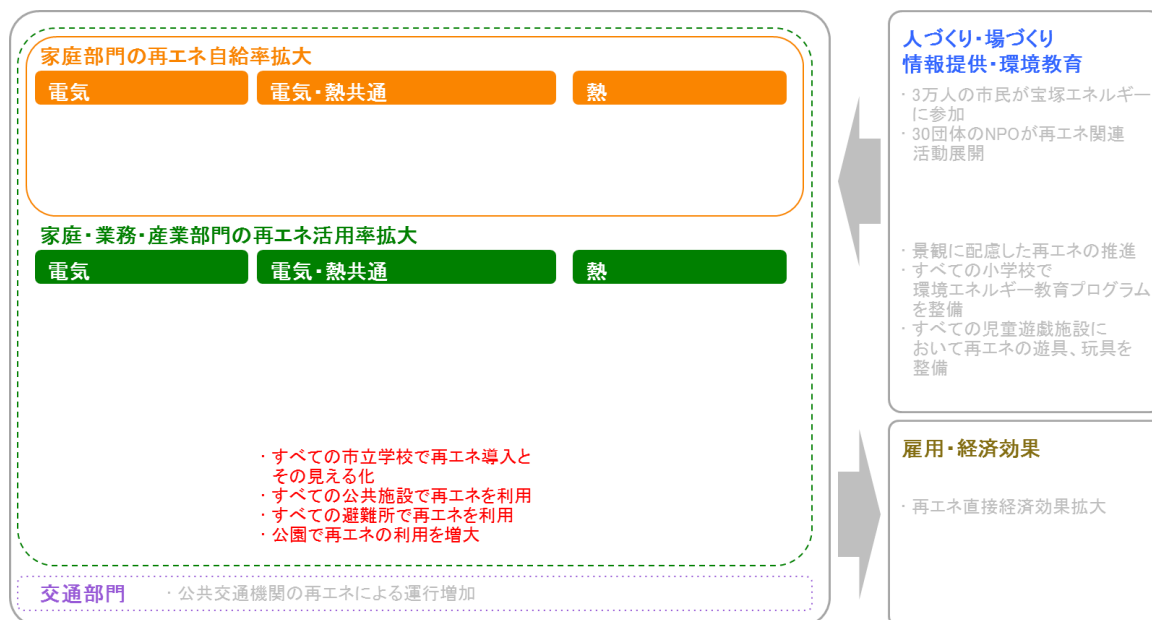 家庭部門の再エネ自給率拡大
電気
電気・熱共通
熱
家庭・業務・産業部門の再エネ活用率拡大
電気
電気・熱共通
熱
・すべての市立学校で再エネ導入と
その見える化
・すべての公共施設で再エネを利用
・すべての避難所で再エネを利用
・公園で再エネの利用を増大
交通部門
・公共交通機関の再エネによる運行増加
人づくり・場づくり
情報提供・環境教育
・3万人の市民が宝塚エネルギー
に参加
・30団体のNPOが再エネ関連
活動展開
・景観に配慮した再エネの推進
・すべての小学校で
環境エネルギー教育プログラム
を整備
・すべての児童遊戯施設に
おいて再エネの遊具、玩具を
整備
雇用・経済効果
・再エネ直接経済効果拡大